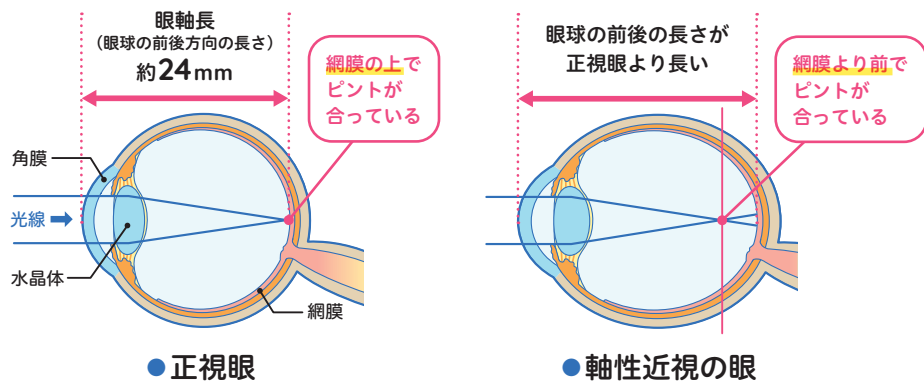 眼軸長
(眼球の前後方向の長さ)
約24mm
網膜の上で
ピントが
合っている
角膜
光線
水晶体
網膜
●正視眼
眼球の前後の長さが
正視眼より長い
網膜より前で
ピントが
合っている
●軸性近視の眼